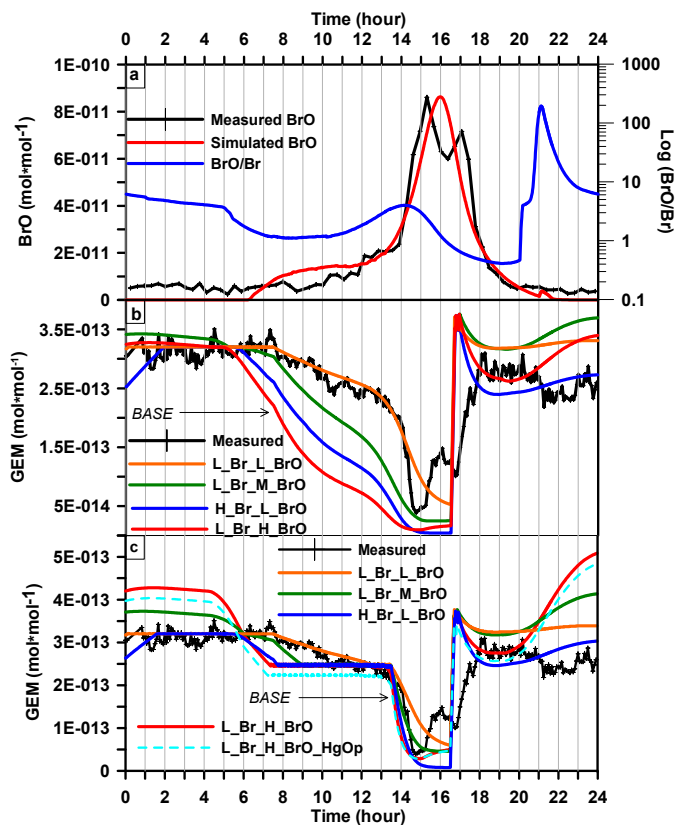 Time (hour)
0 2 4 6 8 10 12 14 16 18 20 22 24
a
1E-010
8E-011
6E-011
4E-011
2E-011
0
BrO (mol*mol-1)
Measured BrO
Simulated BrO
BrO/Br
1000
100
10
1
0.1
Log (BrO/Br)
b
3.5E-013
2.5E-013
1.5E-013
5E-014
GEM (mol*mol-1)
BASE
Measured
L_Br_L_BrO
L_Br_M_BrO
H_Br_L_BrO
L_Br_H_BrO
c
5E-013
4E-013
3E-013
2E-013
1E-013
0
GEM (mol*mol-1)
Measured
L_Br_L_BrO
L_Br_M_BrO
H_Br_L_BrO
BASE
L_Br_H_BrO
L_Br_H_BrO_HgOp
0 2 4 6 8 10 12 14 16 18 20 22 24
Time (hour)